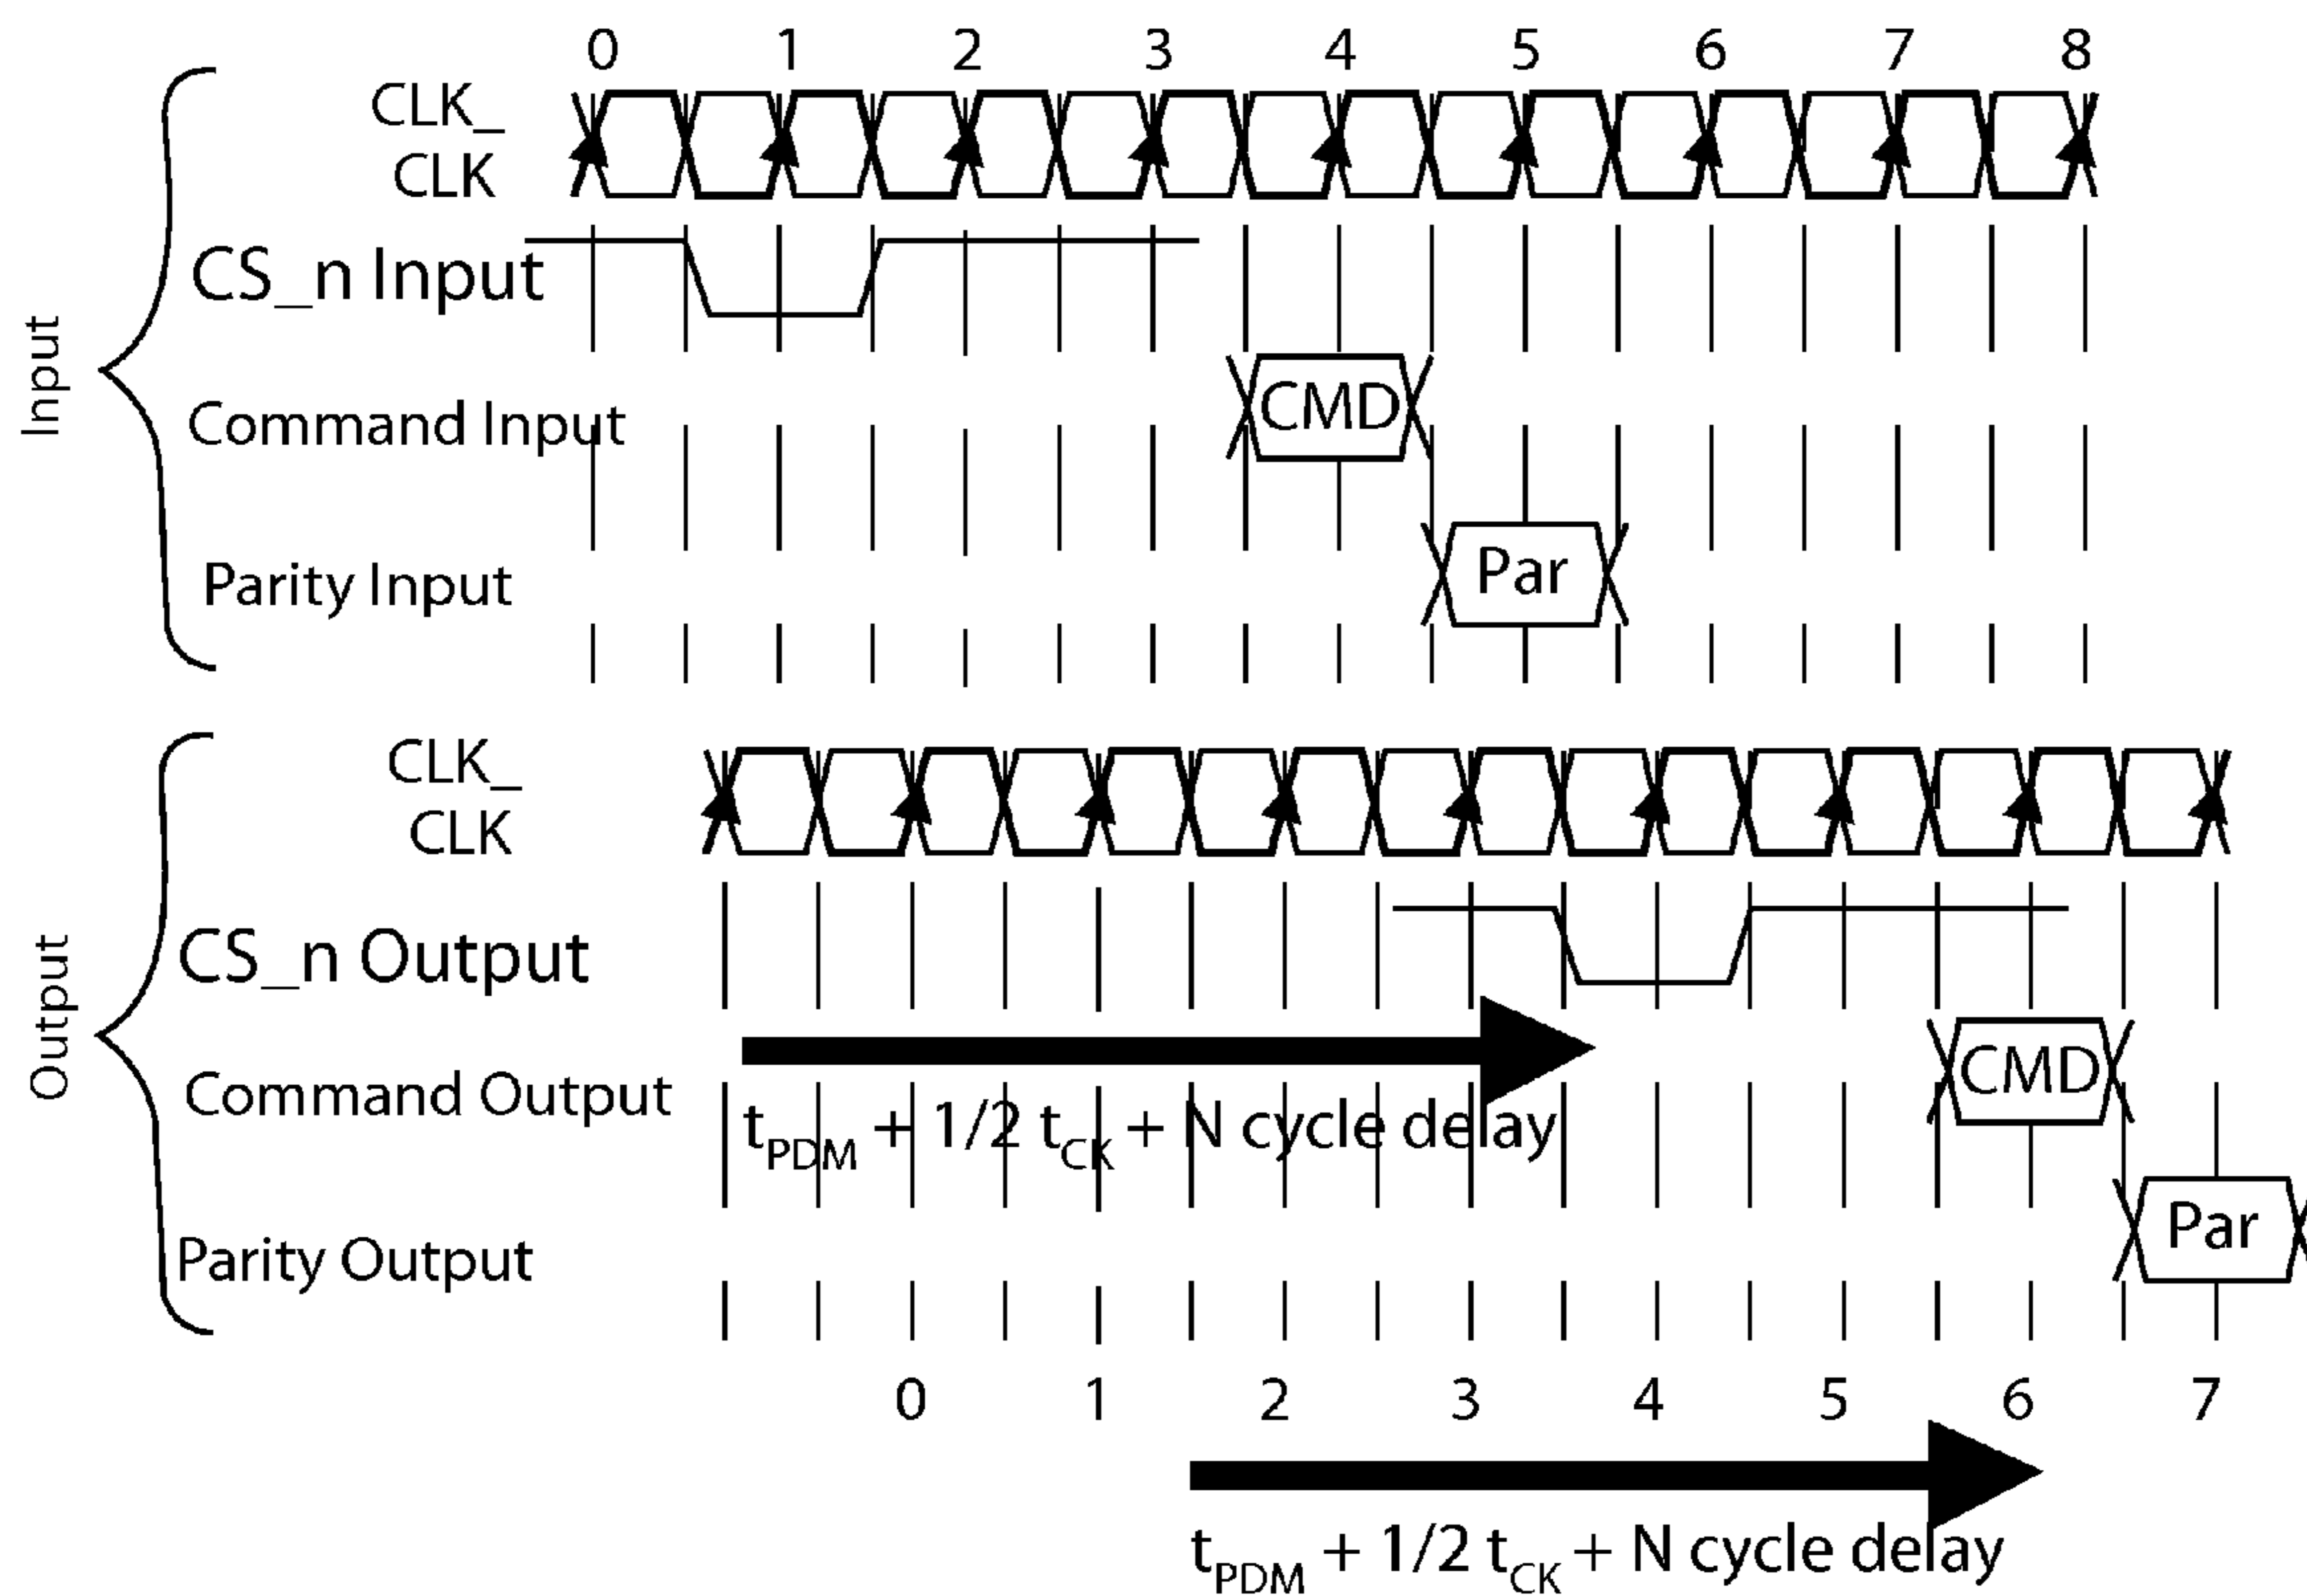 0 1 2 3 4 5 6 7 8
CLK_
CLK
CS_n Input
Input
Command Input
CMD
Parity Input
Par
CLK_
CLK
CS_n Output
Output
Command Output
CMD
tPDM + 1/2 tCK + N cycle delay
Parity Output
Par
0 1 2 3 4 5 6 7
tPDM + 1/2 tCK + N cycle delay